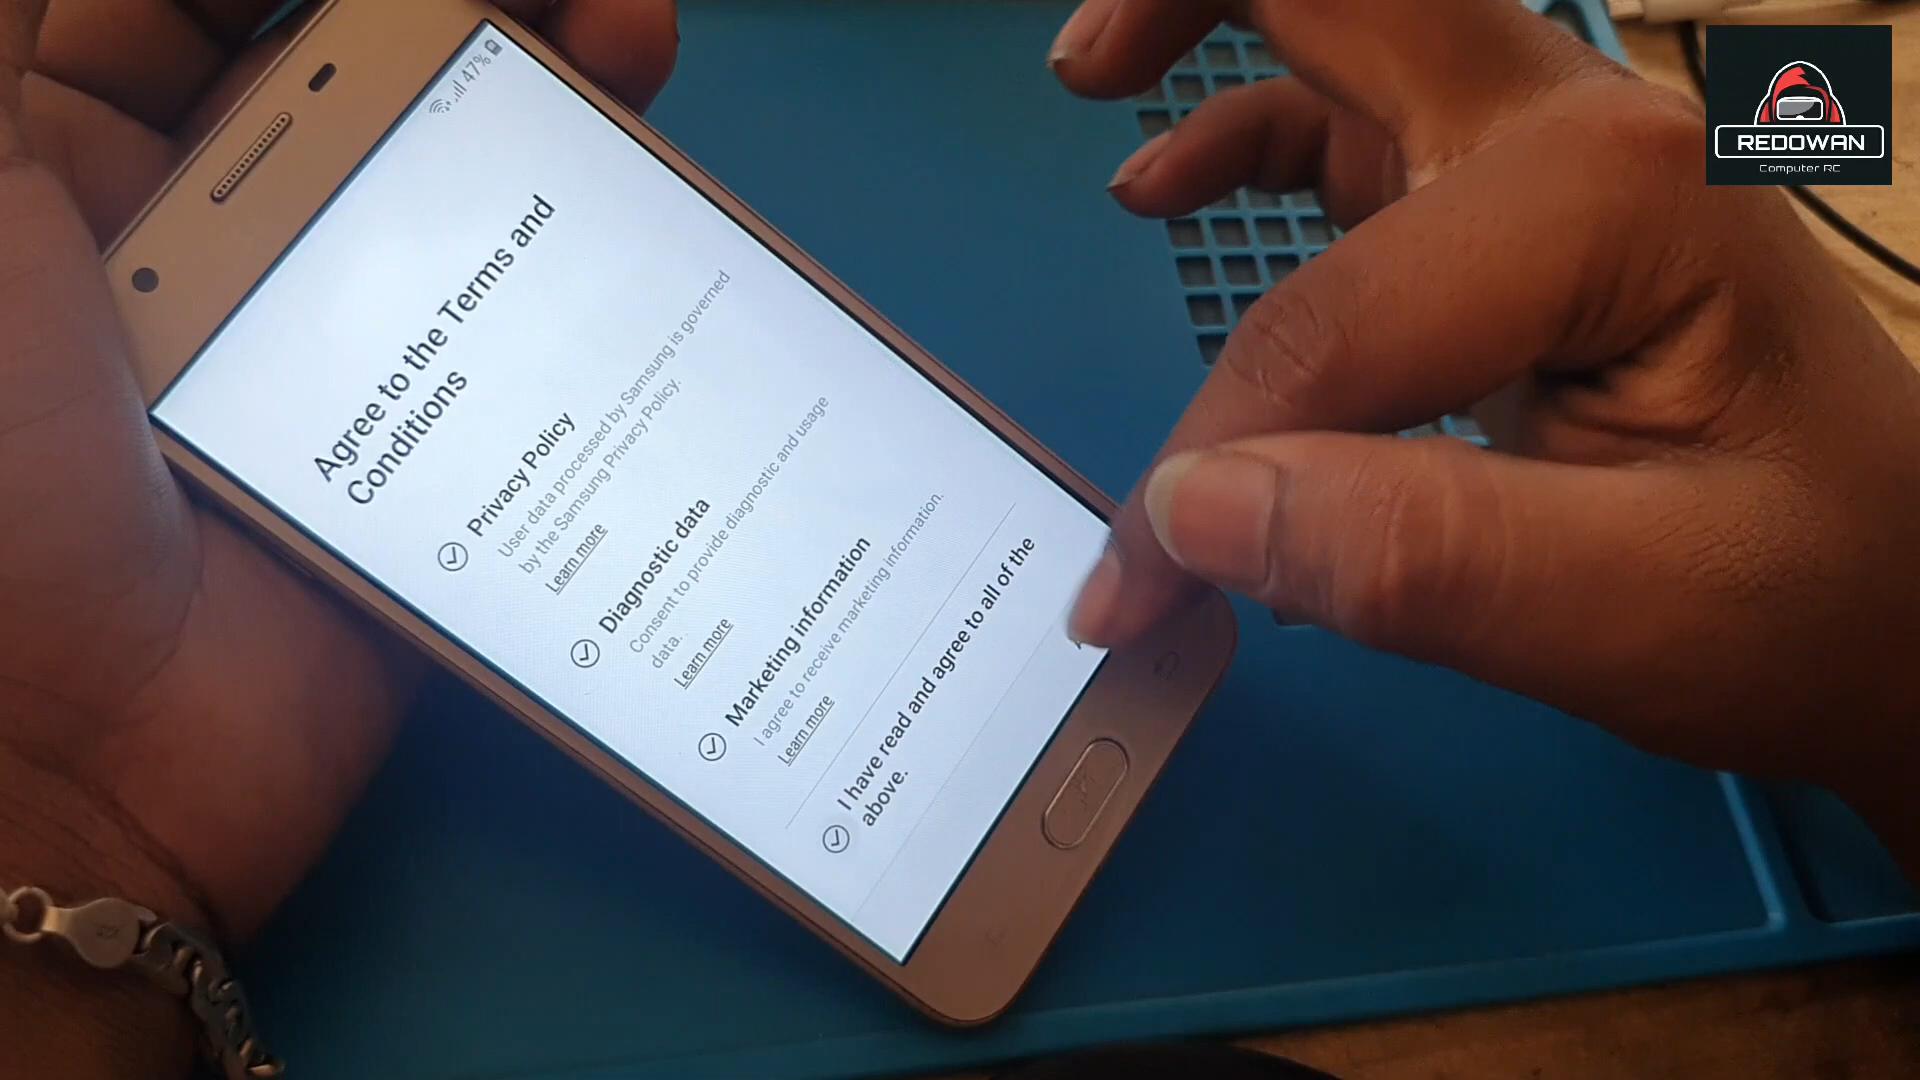 47%
Agree to the Terms and
Conditions
Privacy Policy
User data processed by Samsung is governed
by the Samsung Privacy Policy.
Learn more
Diagnostic data
Consent to provide diagnostic and usage
data.
Learn more
Marketing information
I agree to receive marketing information.
Learn more
I have read and agree to all of the
above.
REDOWAN
Computer RC